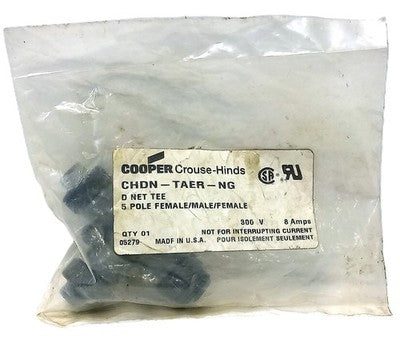 COOPER Crouse-Hinds
CHDN-TAER-NG
D NET TEE
5 POLE FEMALE/MALE/FEMALE
300 V 8 Amps
QTY 01 NOT FOR INTERRUPTING CURRENT
05279 MADE IN U.S.A. POUR ISOLEMENT SEULEMENT